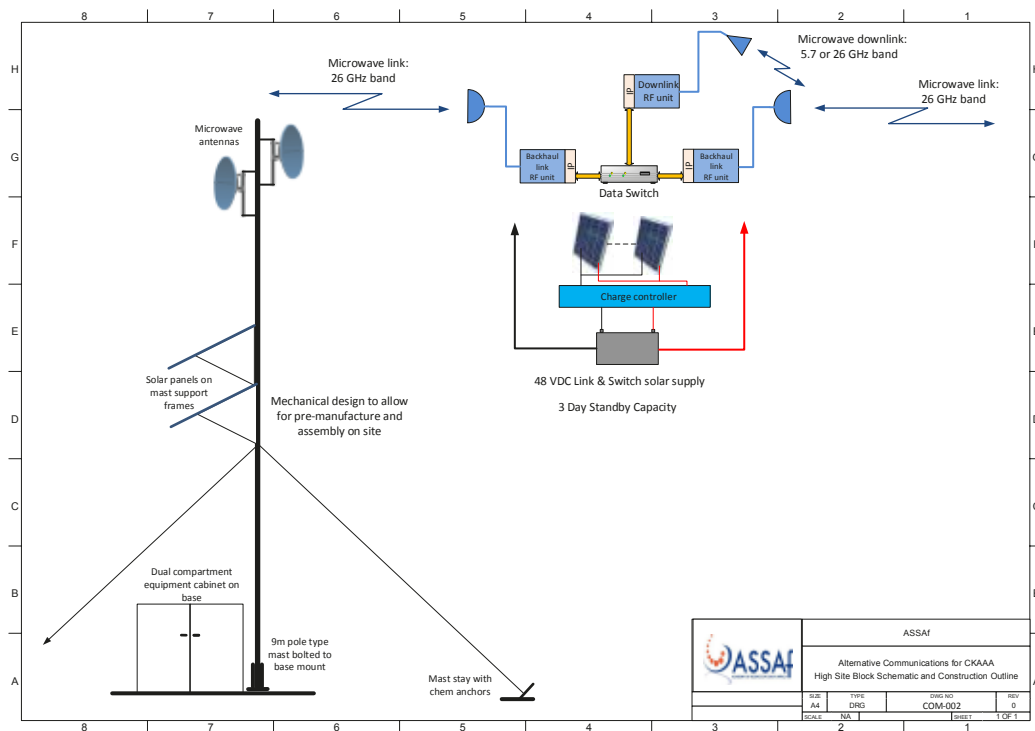 8 7 6 5 4 3 2 1
H
G
F
E
D
C
B
A
Microwave link:
26 GHz band
Microwave downlink:
5.7 or 26 GHz band
Microwave link:
26 GHz band
Microwave
antennas
IP
Downlink
RF unit
Backhaul
link
RF unit
IP
IP
Backhaul
link
RF unit
Data Switch
Charge controller
48 VDC Link & Switch solar supply
3 Day Standby Capacity
Solar panels on
mast support
frames
Mechanical design to allow
for pre-manufacture and
assembly on site
Dual compartment
equipment cabinet on
base
9m pole type
mast bolted to
base mount
Mast stay with
chem anchors
ASSAf
ASSAf
Alternative Communications for CKAAA
High Site Block Schematic and Construction Outline
SIZE TYPE DWG NO REV
A4 DRG COM-002 0
SCALE NA SHEET 1 OF 1
8 7 6 5 4 3 2 1